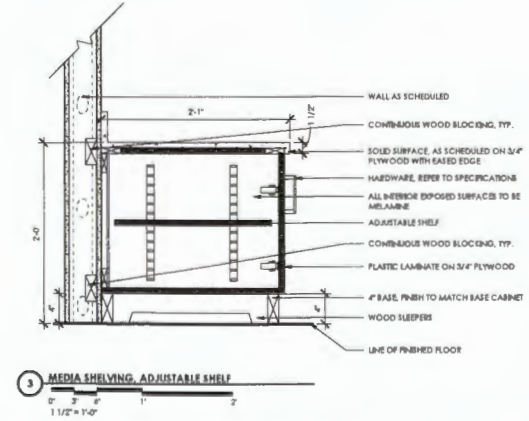 WALL AS SCHEDULED
2'-1"
1 1/2"
CONTINUOUS WOOD BLOCKING, TYP.
SOLID SURFACE, AS SCHEDULED ON 3/4"
PLYWOOD WITH EASED EDGE
HARDWARE, REFER TO SPECIFICATIONS
ALL INTERIOR EXPOSED SURFACES TO BE
MELAMINE
ADJUSTABLE SHELF
2'-0"
CONTINUOUS WOOD BLOCKING, TYP.
PLASTIC LAMINATE ON 3/4" PLYWOOD
4" BASE, FINISH TO MATCH BASE CABINET
4"
4"
WOOD SLEEPERS
LINE OF FINISHED FLOOR
3 MEDIA SHELVING, ADJUSTABLE SHELF
0" 3" 6" 1' 2'
1 1/2" = 1'-0"